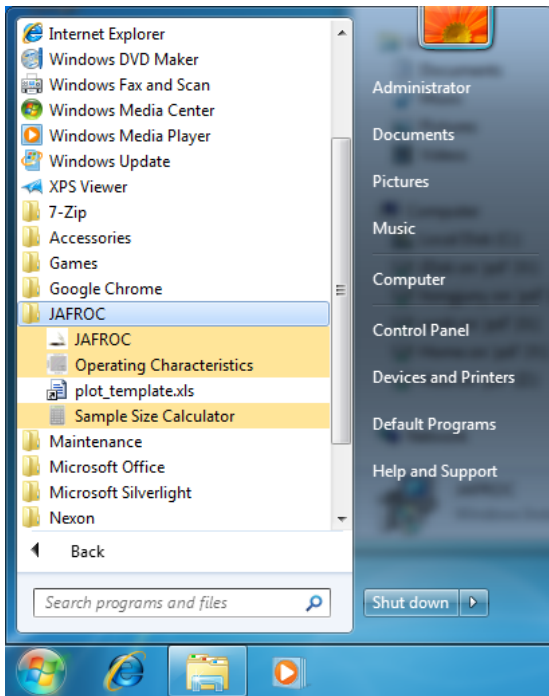 Internet Explorer
Windows DVD Maker
Windows Fax and Scan
Windows Media Center
Windows Media Player
Windows Update
XPS Viewer
7-Zip
Accessories
Games
Google Chrome
JAFROC
JAFROC
Operating Characteristics
plot_template.xls
Sample Size Calculator
Maintenance
Microsoft Office
Microsoft Silverlight
Nexon
Back
Search programs and files
Administrator
Documents
Pictures
Music
Computer
Control Panel
Devices and Printers
Default Programs
Help and Support
Shut down